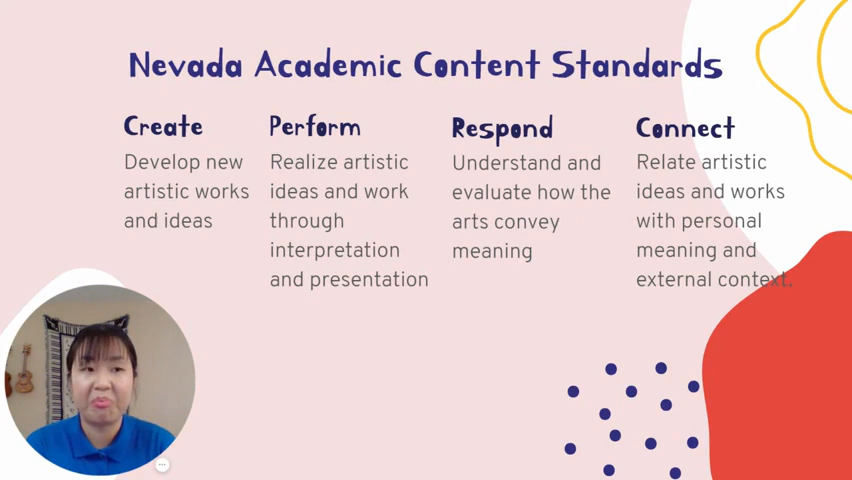 Nevada Academic Content Standards
Create
Develop new
artistic works
and ideas
Perform
Realize artistic
ideas and work
through
interpretation
and presentation
Respond
Understand and
evaluate how the
arts convey
meaning
Connect
Relate artistic
ideas and works
with personal
meaning and
external context.